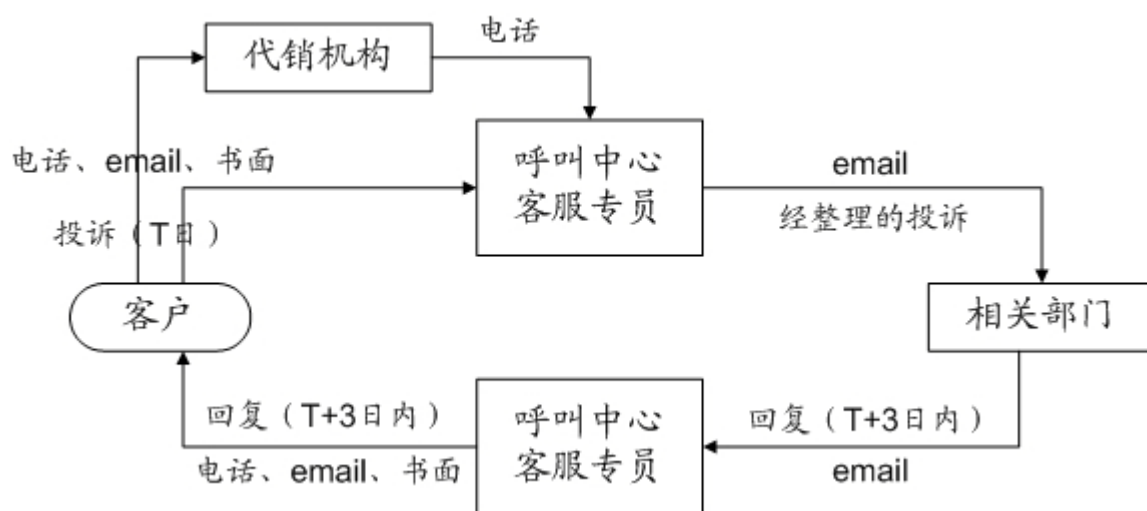 代销机构
电话
电话、email、书面
投诉（T日）
呼叫中心
客服专员
email
经整理的投诉
客户
相关部门
回复（T+3日内）
电话、email、书面
呼叫中心
客服专员
回复（T+3日内）
email